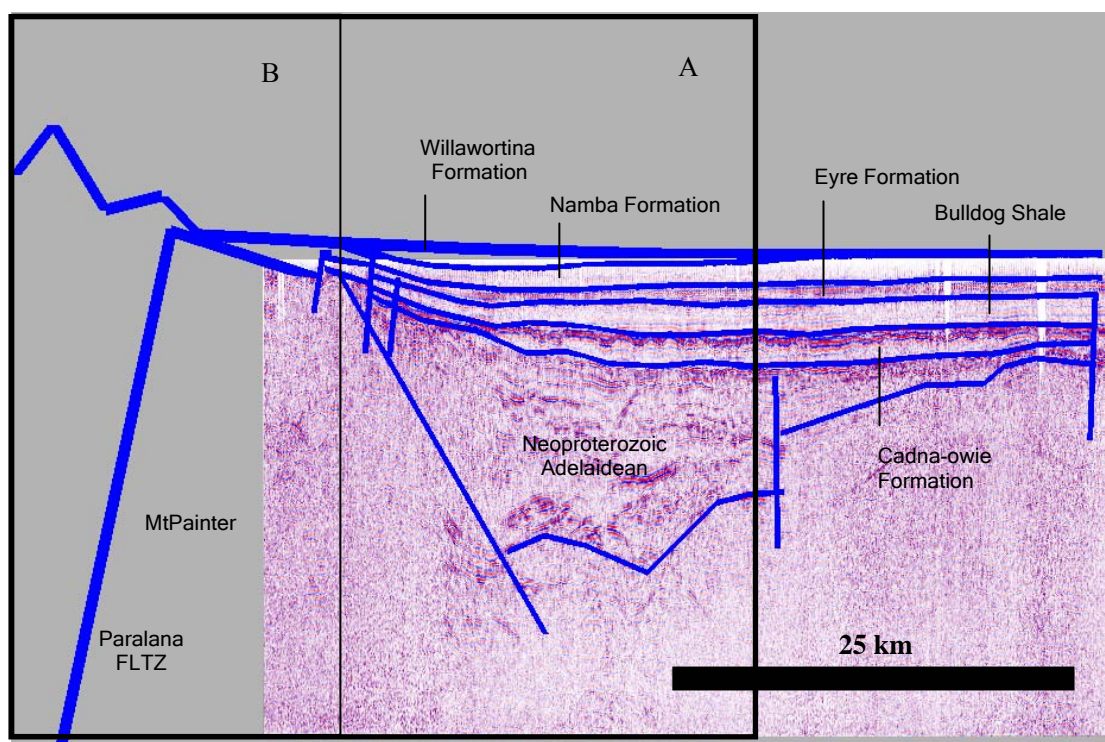 B
A
Willawortina
Formation
Namba Formation
Eyre Formation
Bulldog Shale
Neoproterozoic
Adelaidean
Cadna-owie
Formation
MtPainter
Paralana
FLTZ
25 km